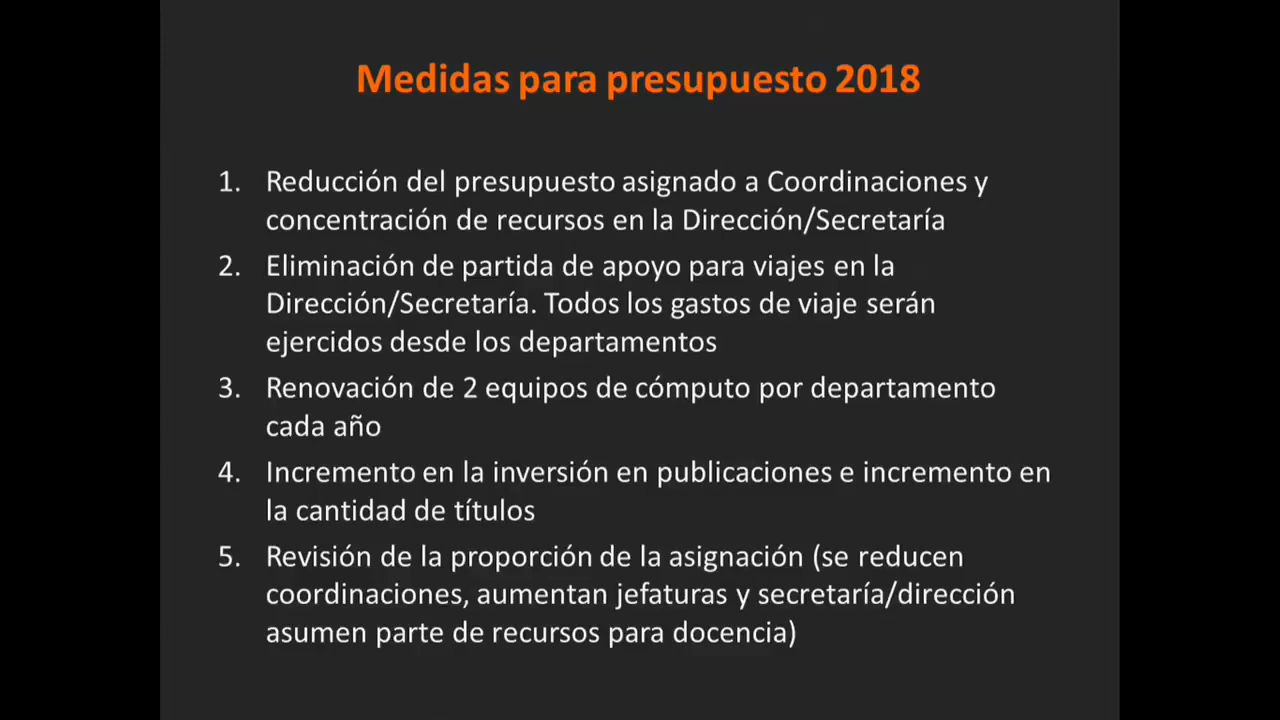 Medidas para presupuesto 2018
1. Reducción del presupuesto asignado a Coordinaciones y
concentración de recursos en la Dirección/Secretaría
2. Eliminación de partida de apoyo para viajes en la
Dirección/Secretaría. Todos los gastos de viaje serán
ejercidos desde los departamentos
3. Renovación de 2 equipos de cómputo por departamento
cada año
4. Incremento en la inversión en publicaciones e incremento en
la cantidad de títulos
5. Revisión de la proporción de la asignación (se reducen
coordinaciones, aumentan jefaturas y secretaría/dirección
asumen parte de recursos para docencia)